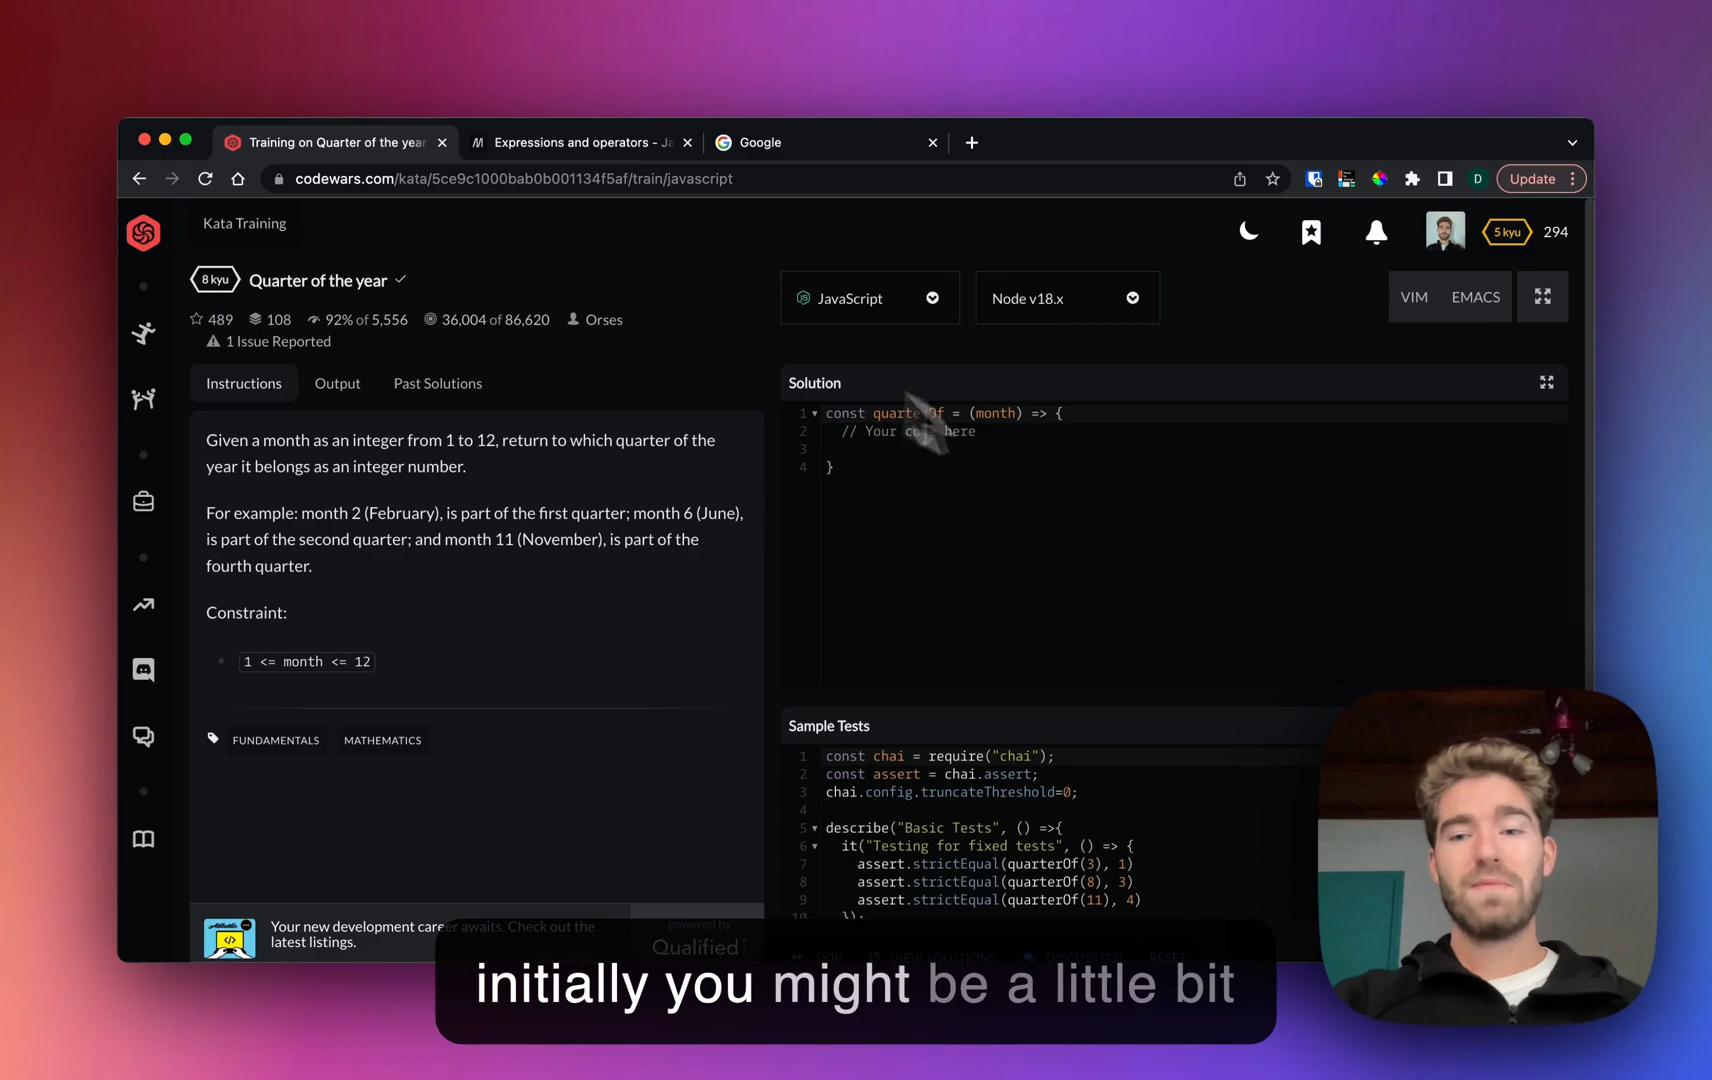 Training on Quarter of the year
Expressions and operators - Ja
Google
codewars.com/kata/5ce9c1000bab0b001134f5af/train/javascript
D
Update
Kata Training
5 kyu
294
8 kyu
Quarter of the year
489
108
92% of 5,556
36,004 of 86,620
Orses
1 Issue Reported
JavaScript
Node v18.x
VIM
EMACS
Instructions
Output
Past Solutions
Given a month as an integer from 1 to 12, return to which quarter of the
year it belongs as an integer number.
For example: month 2 (February), is part of the first quarter; month 6 (June),
is part of the second quarter; and month 11 (November), is part of the
fourth quarter.
Constraint:
1 <= month <= 12
FUNDAMENTALS
MATHEMATICS
Your new development career awaits. Check out the
latest listings.
powered by
Qualified
Solution
1 const quarterOf = (month) => {
2 // Your code here
3
4 }
Sample Tests
1 const chai = require("chai");
2 const assert = chai.assert;
3 chai.config.truncateThreshold=0;
4
5 describe("Basic Tests", () =>{
6 it("Testing for fixed tests", () => {
7 assert.strictEqual(quarterOf(3), 1)
8 assert.strictEqual(quarterOf(8), 3)
9 assert.strictEqual(quarterOf(11), 4)
10 });
SKIP
VIEW SOLUTIONS
DISCUSS (72)
RESET
initially you might be a little bit